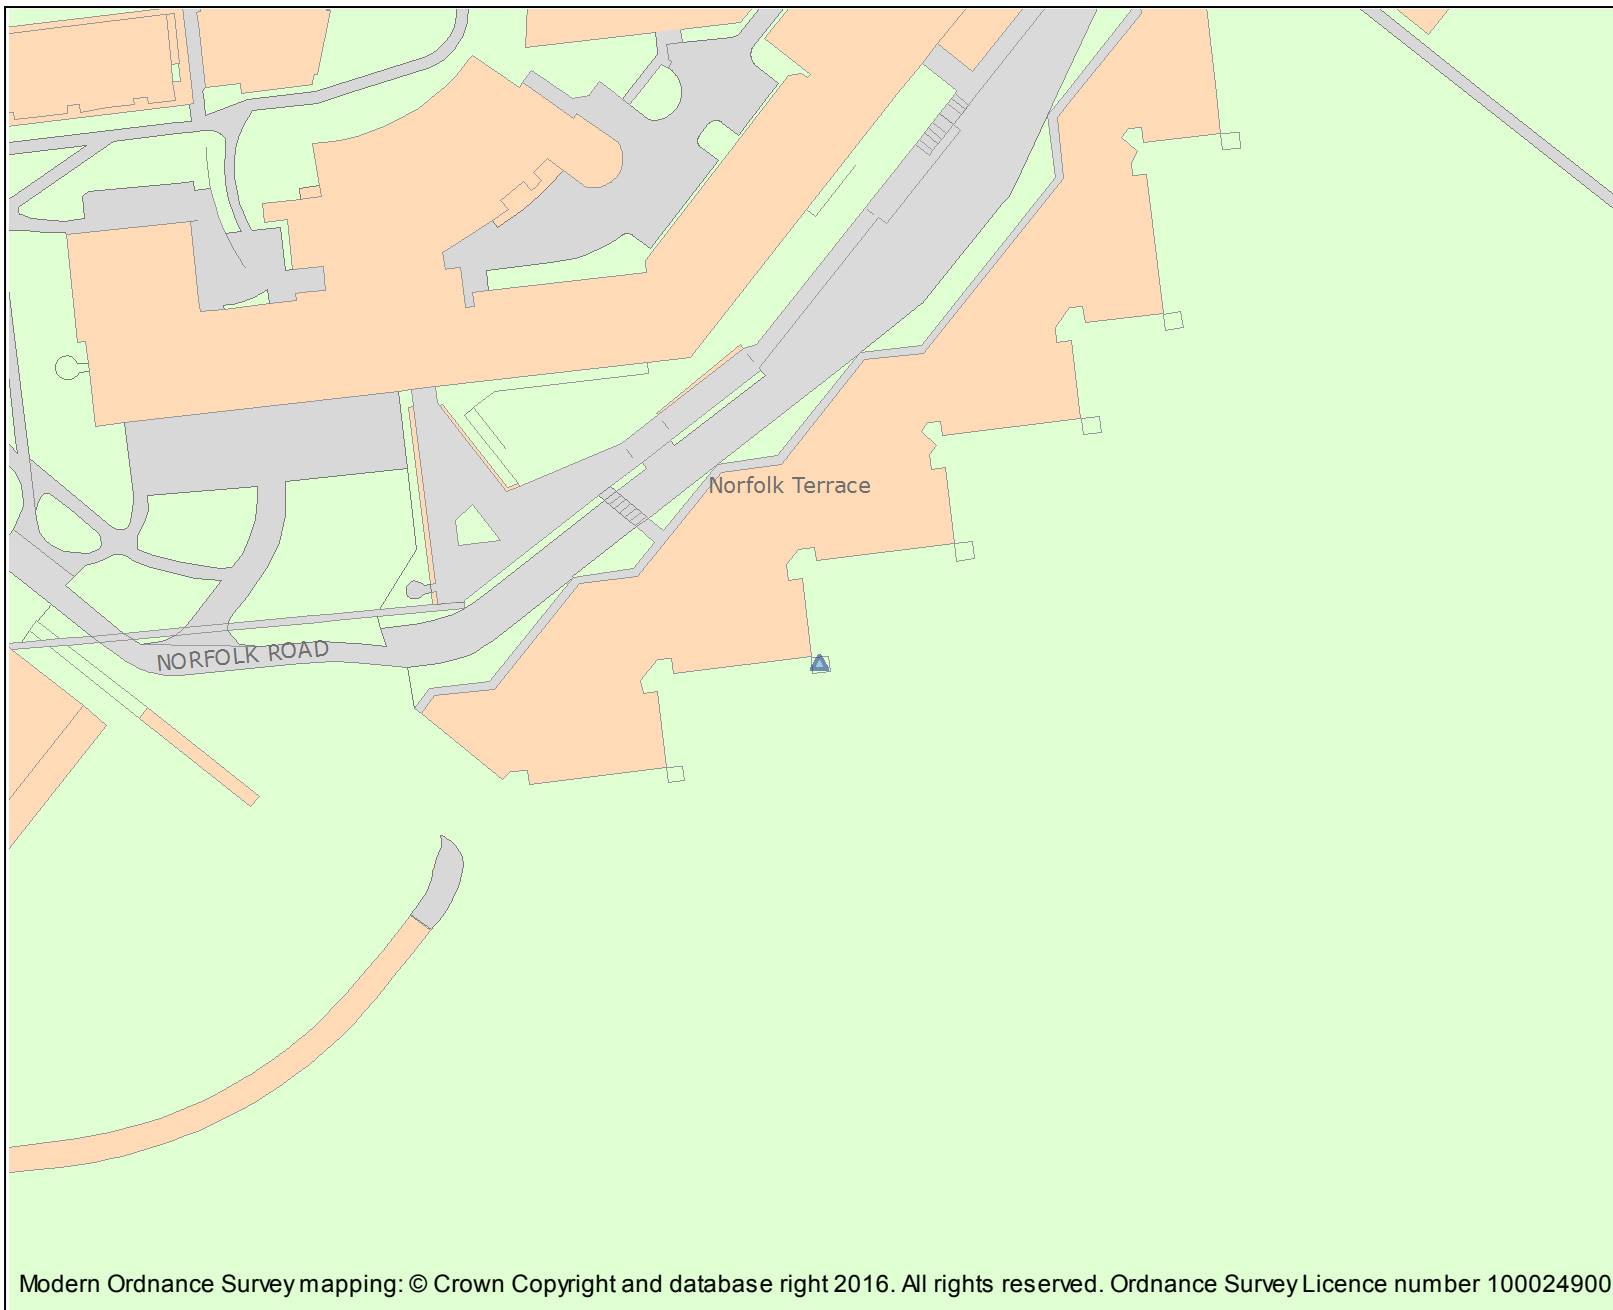 Norfolk Terrace
NORFOLK ROAD
Modern Ordnance Survey mapping: © Crown Copyright and database right 2016. All rights reserved. Ordnance Survey Licence number 100024900